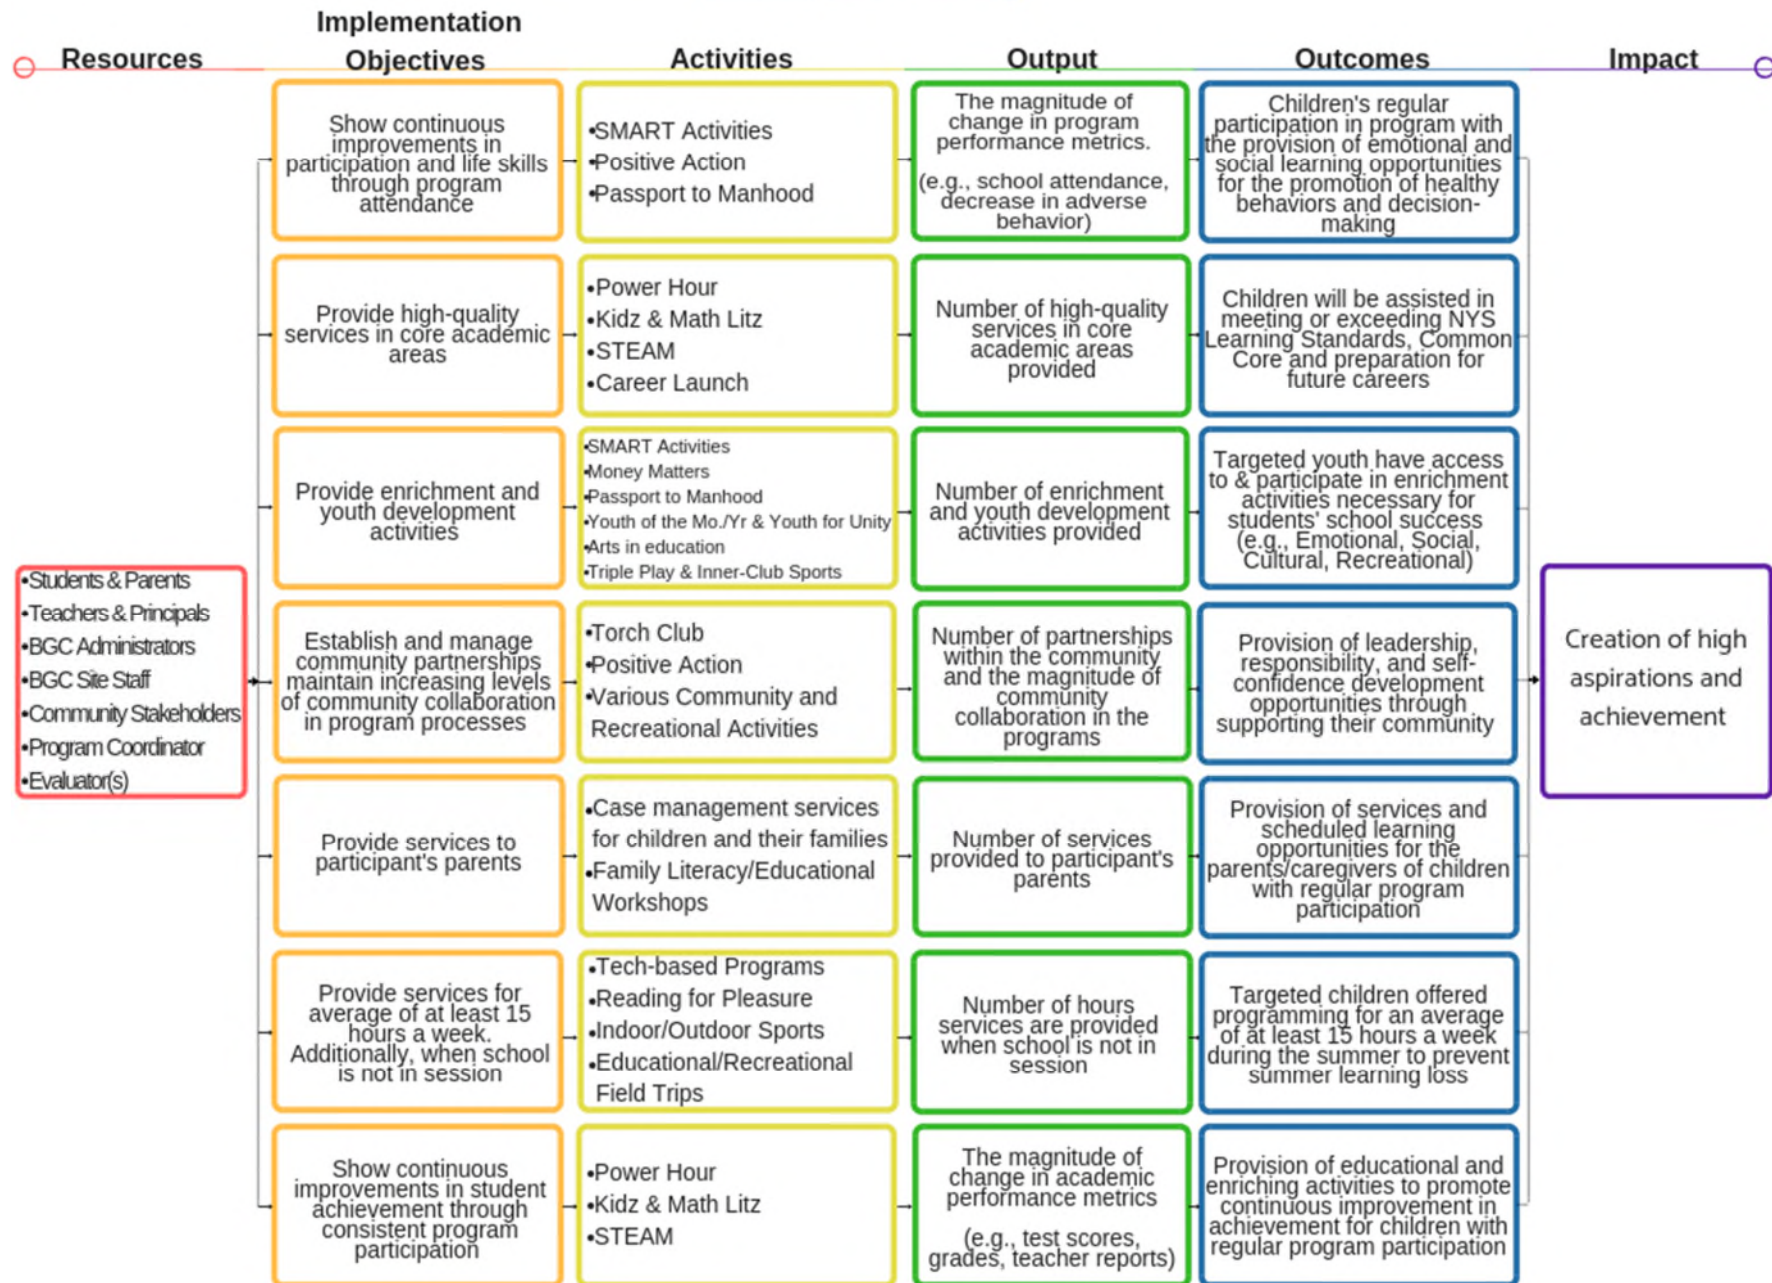 Resources
Implementation
Objectives
Activities
Output
Outcomes
Impact
•Students & Parents
•Teachers & Principals
•BGC Administrators
•BGC Site Staff
•Community Stakeholders
•Program Coordinator
•Evaluator(s)
Show continuous
improvements in
participation and life skills
through program
attendance
•SMART Activities
•Positive Action
•Passport to Manhood
The magnitude of
change in program
performance metrics.
(e.g., school attendance,
decrease in adverse
behavior)
Children's regular
participation in program with
the provision of emotional and
social learning opportunities
for the promotion of healthy
behaviors and decision-
making
Provide high-quality
services in core academic
areas
•Power Hour
•Kidz & Math Litz
•STEAM
•Career Launch
Number of high-quality
services in core
academic areas
provided
Children will be assisted in
meeting or exceeding NYS
Learning Standards, Common
Core and preparation for
future careers
Provide enrichment and
youth development
activities
•SMART Activities
•Money Matters
•Passport to Manhood
•Youth of the Mo./Yr & Youth for Unity
•Arts in education
•Triple Play & Inner-Club Sports
Number of enrichment
and youth development
activities provided
Targeted youth have access
to & participate in enrichment
activities necessary for
students' school success
(e.g., Emotional, Social,
Cultural, Recreational)
Establish and manage
community partnerships
maintain increasing levels
of community collaboration
in program processes
•Torch Club
•Positive Action
•Various Community and
Recreational Activities
Number of partnerships
within the community
and the magnitude of
community
collaboration in the
programs
Provision of leadership,
responsibility, and self-
confidence development
opportunities through
supporting their community
Provide services to
participant's parents
•Case management services
for children and their families
•Family Literacy/Educational
Workshops
Number of services
provided to participant's
parents
Provision of services and
scheduled learning
opportunities for the
parents/caregivers of children
with regular program
participation
Provide services for
average of at least 15
hours a week.
Additionally, when school
is not in session
•Tech-based Programs
•Reading for Pleasure
•Indoor/Outdoor Sports
•Educational/Recreational
Field Trips
Number of hours
services are provided
when school is not in
session
Targeted children offered
programming for an average
of at least 15 hours a week
during the summer to prevent
summer learning loss
Show continuous
improvements in student
achievement through
consistent program
participation
•Power Hour
•Kidz & Math Litz
•STEAM
The magnitude of
change in academic
performance metrics
(e.g., test scores,
grades, teacher reports)
Provision of educational and
enriching activities to promote
continuous improvement in
achievement for children with
regular program participation
Creation of high
aspirations and
achievement